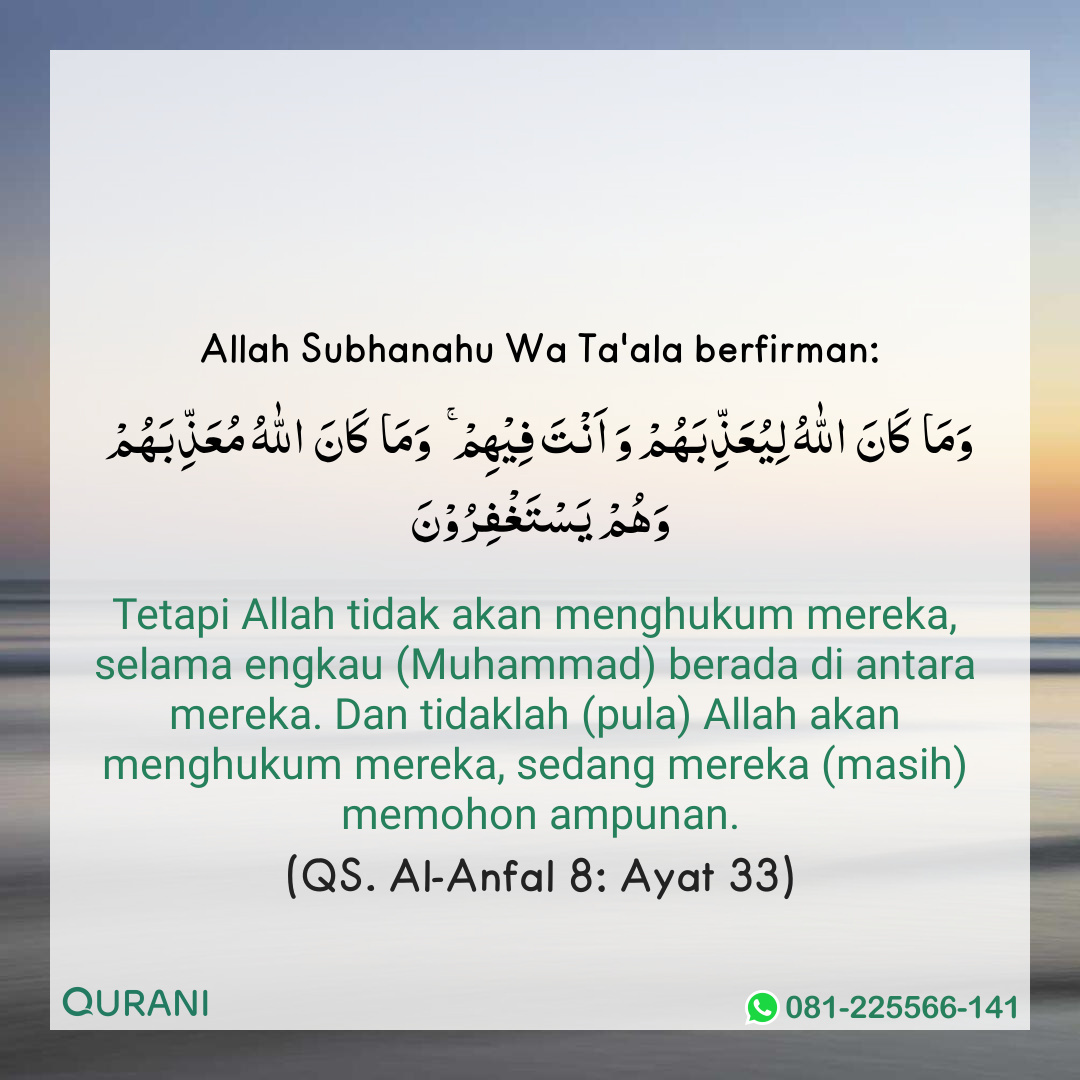 Allah Subhanahu Wa Ta'ala berfirman:
وَمَا كَانَ اللّٰهُ لِيُعَذِّبَهُمْ وَاَنْتَ فِيْهِمْۚ وَمَا كَانَ اللّٰهُ مُعَذِّبَهُمْ
وَهُمْ يَسْتَغْفِرُوْنَ
Tetapi Allah tidak akan menghukum mereka,
selama engkau (Muhammad) berada di antara
mereka. Dan tidaklah (pula) Allah akan
menghukum mereka, sedang mereka (masih)
memohon ampunan.
(QS. Al-Anfal 8: Ayat 33)
QURANI
081-225566-141